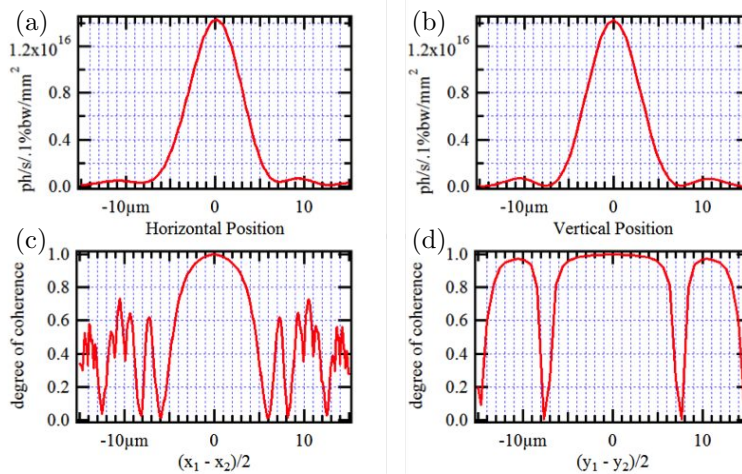 (a)
1.2x10^16
0.8
0.4
0.0
ph/s/.1%bw/mm^2
-10µm 0 10
Horizontal Position
(b)
1.2x10^16
0.8
0.4
0.0
ph/s/.1%bw/mm^2
-10µm 0 10
Vertical Position
(c)
1.0
0.8
0.6
0.4
0.2
0.0
degree of coherence
-10µm 0 10
(x₁ - x₂)/2
(d)
1.0
0.8
0.6
0.4
0.2
0.0
degree of coherence
-10µm 0 10
(y₁ - y₂)/2